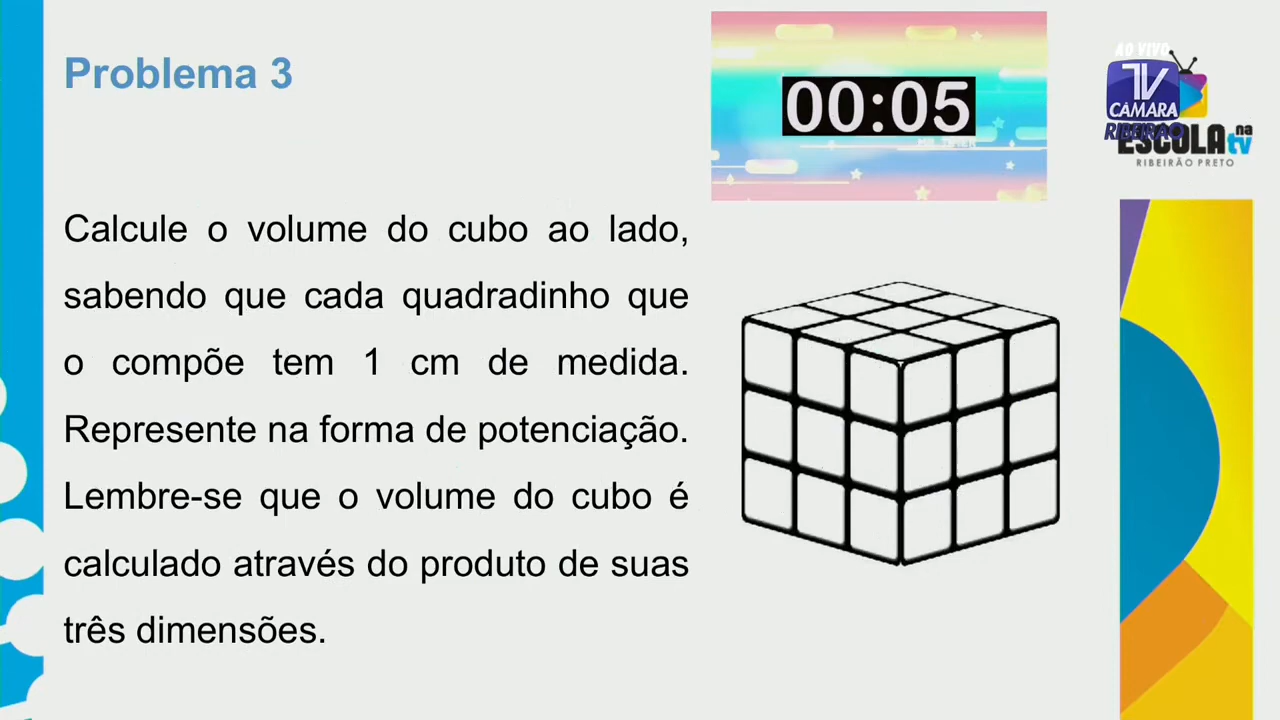 Problema 3
00:05
AO VIVO
TV
CÂMARA
RIBEIRÃO
ESCOLA na tv
RIBEIRÃO PRETO
Calcule o volume do cubo ao lado,
sabendo que cada quadradinho que
o compõe tem 1 cm de medida.
Represente na forma de potenciação.
Lembre-se que o volume do cubo é
calculado através do produto de suas
três dimensões.